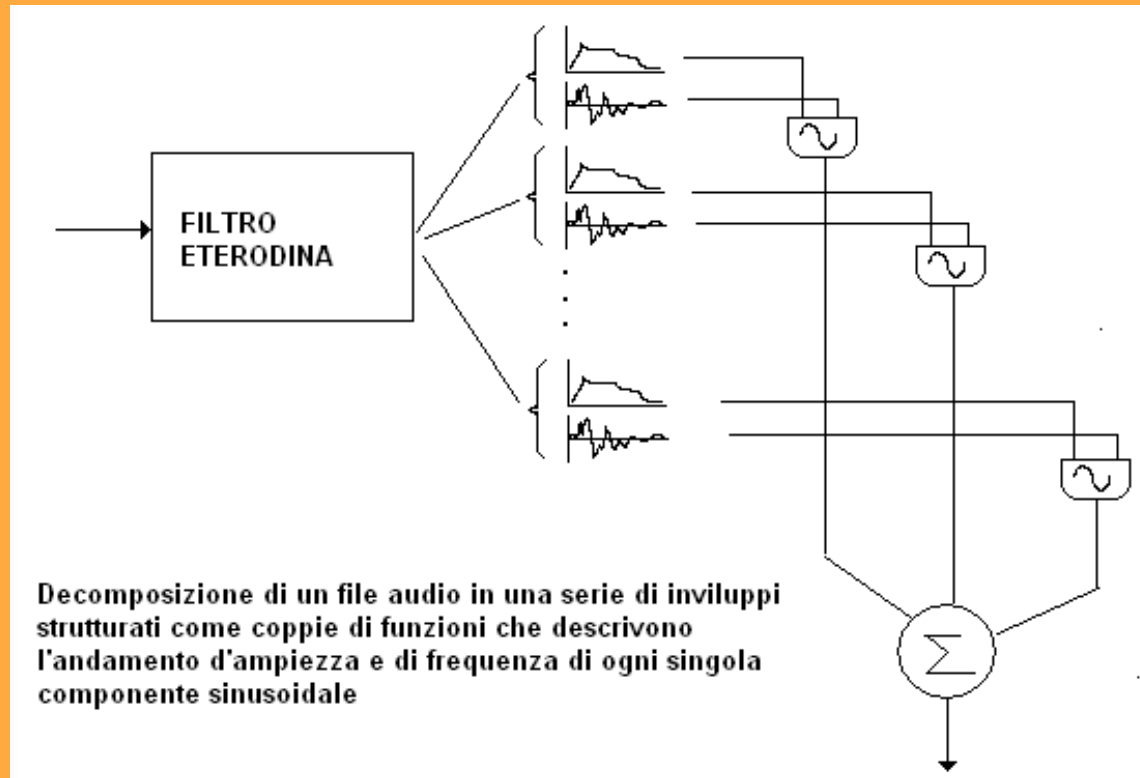 FILTRO
ETERODINA
Σ
Decomposizione di un file audio in una serie di inviluppi
strutturati come coppie di funzioni che descrivono
l'andamento d'ampiezza e di frequenza di ogni singola
componente sinusoidale